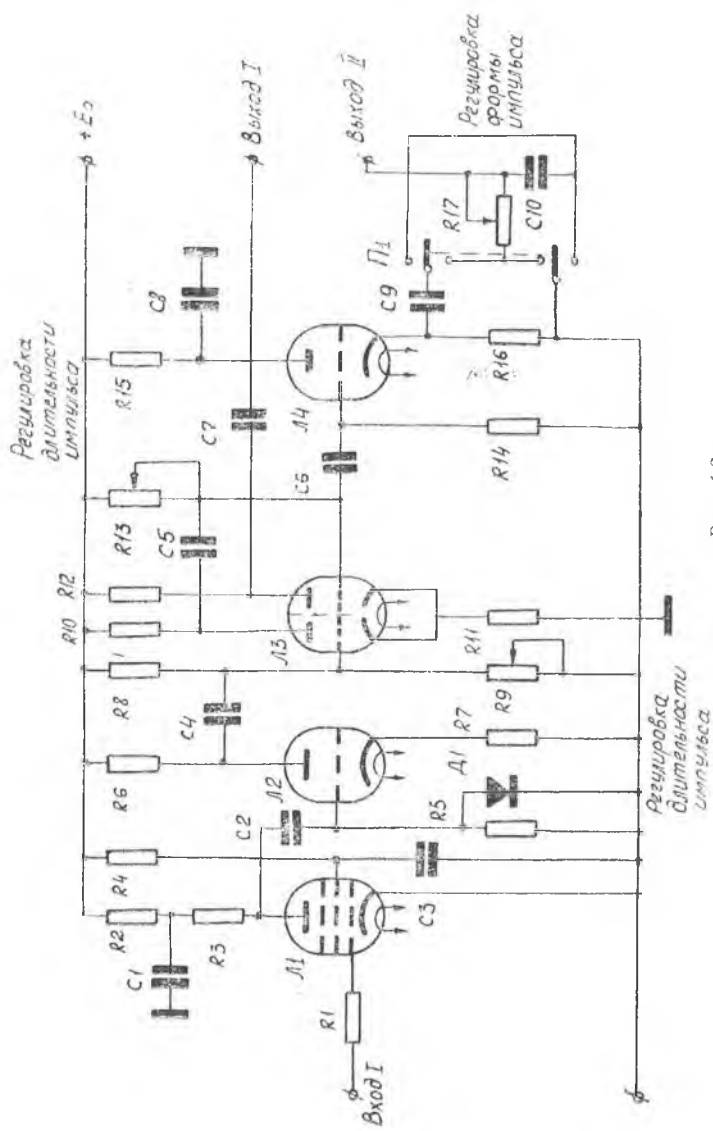 Регулировка
длительности
импульса
+ Eа
R2
R4
R6
R8
R10
R12
R13
R15
C1
R3
C4
C5
C8
C7
Выход I
C2
Л1
Л2
Л3
C6
Л4
C9
П1
R17
Выход II
C10
Регулировка
формы
импульса
Вход I
R1
C3
R5
Д1
R7
R9
R11
R14
R16
Регулировка
длительности
импульса